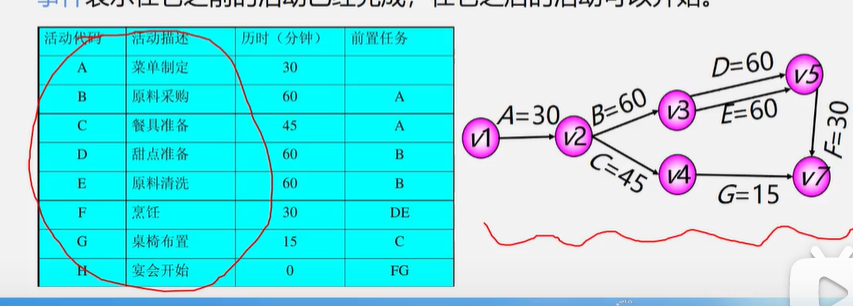 事件表示在它之前的活动已经完成，在它之后的活动可以开始。
活动代码 活动描述 历时（分钟） 前置任务
A 菜单制定 30
B 原料采购 60 A
C 餐具准备 45 A
D 甜点准备 60 B
E 原料清洗 60 B
F 烹饪 30 DE
G 桌椅布置 15 C
H 宴会开始 0 FG
D=60
v5
B=60
v3
E=60
A=30
v1
v2
F=30
C=45
v4
v7
G=15